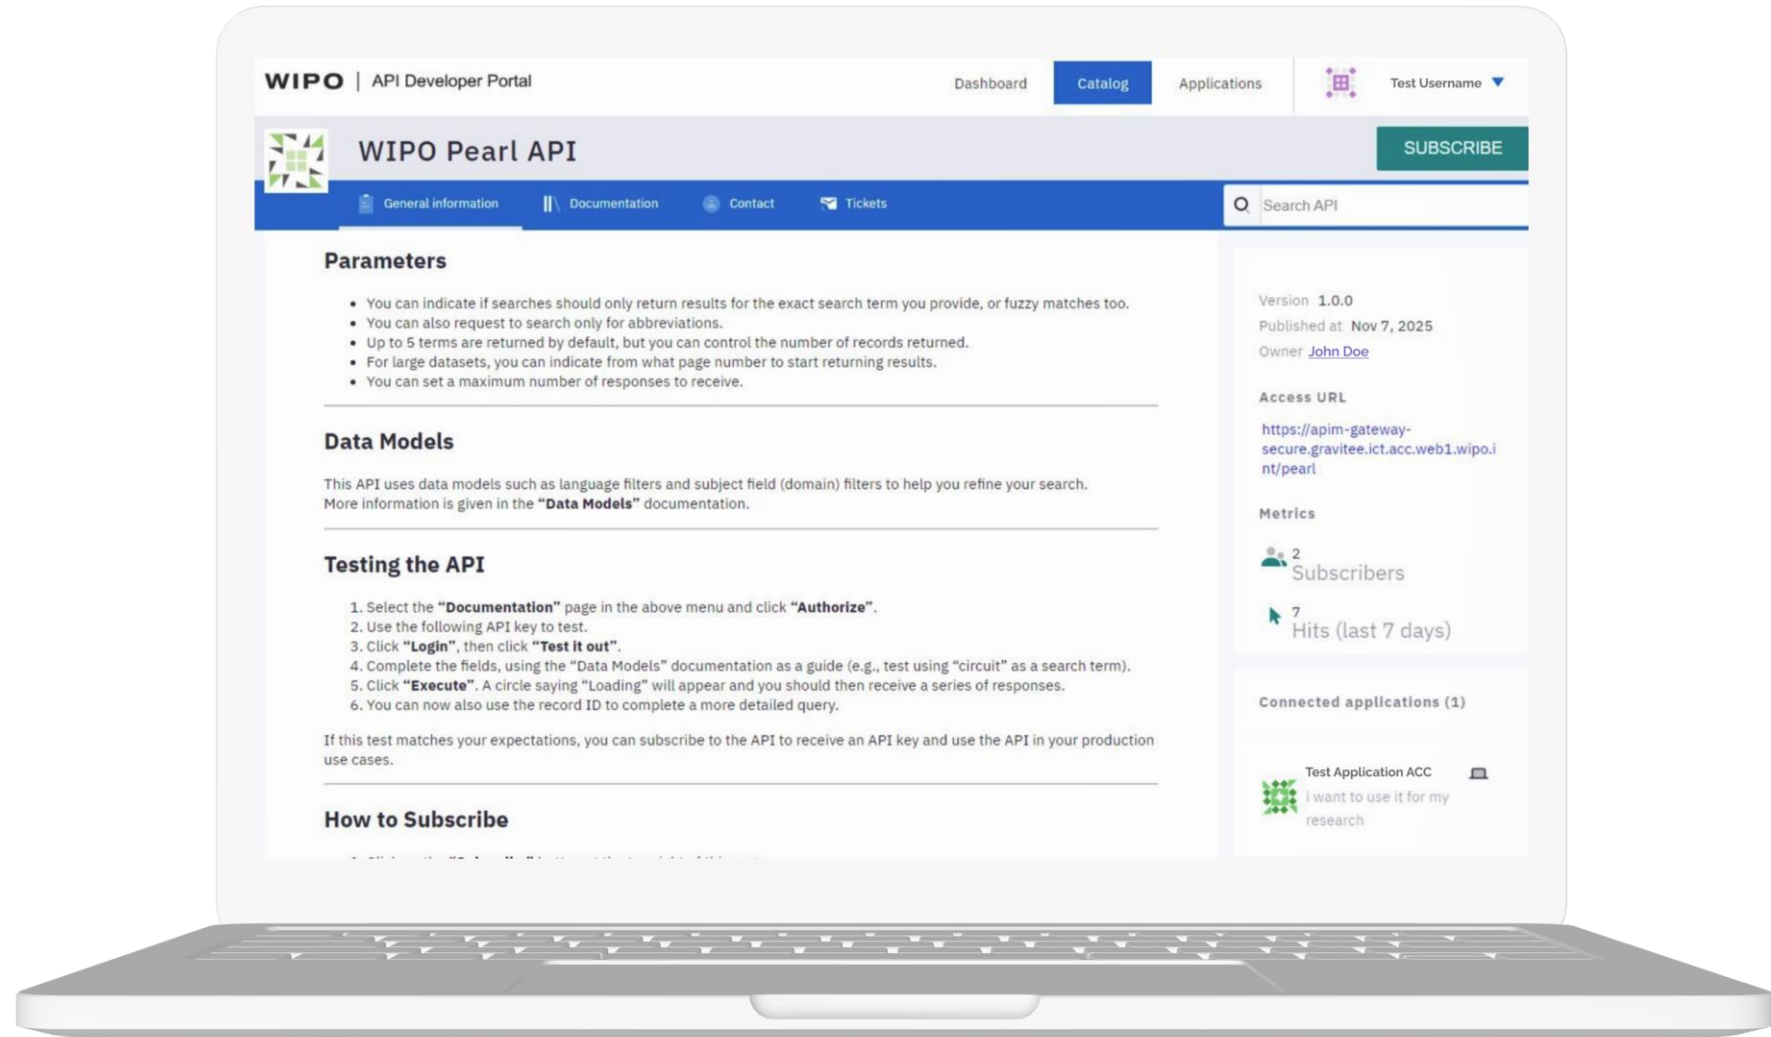 WIPO | API Developer Portal
Dashboard
Catalog
Applications
Test Username
WIPO Pearl API
SUBSCRIBE
General information
Documentation
Contact
Tickets
Search API
Parameters
• You can indicate if searches should only return results for the exact search term you provide, or fuzzy matches too.
• You can also request to search only for abbreviations.
• Up to 5 terms are returned by default, but you can control the number of records returned.
• For large datasets, you can indicate from what page number to start returning results.
• You can set a maximum number of responses to receive.
Data Models
This API uses data models such as language filters and subject field (domain) filters to help you refine your search.
More information is given in the “Data Models” documentation.
Testing the API
1. Select the “Documentation” page in the above menu and click “Authorize”.
2. Use the following API key to test.
3. Click “Login”, then click “Test it out”.
4. Complete the fields, using the “Data Models” documentation as a guide (e.g., test using “circuit” as a search term).
5. Click “Execute”. A circle saying “Loading” will appear and you should then receive a series of responses.
6. You can now also use the record ID to complete a more detailed query.
If this test matches your expectations, you can subscribe to the API to receive an API key and use the API in your production
use cases.
How to Subscribe
Version 1.0.0
Published at Nov 7, 2025
Owner John Doe
Access URL
https://apim-gateway-
secure.gravitee.ict.acc.web1.wipo.i
nt/pearl
Metrics
2
Subscribers
7
Hits (last 7 days)
Connected applications (1)
Test Application ACC
i want to use it for my
research